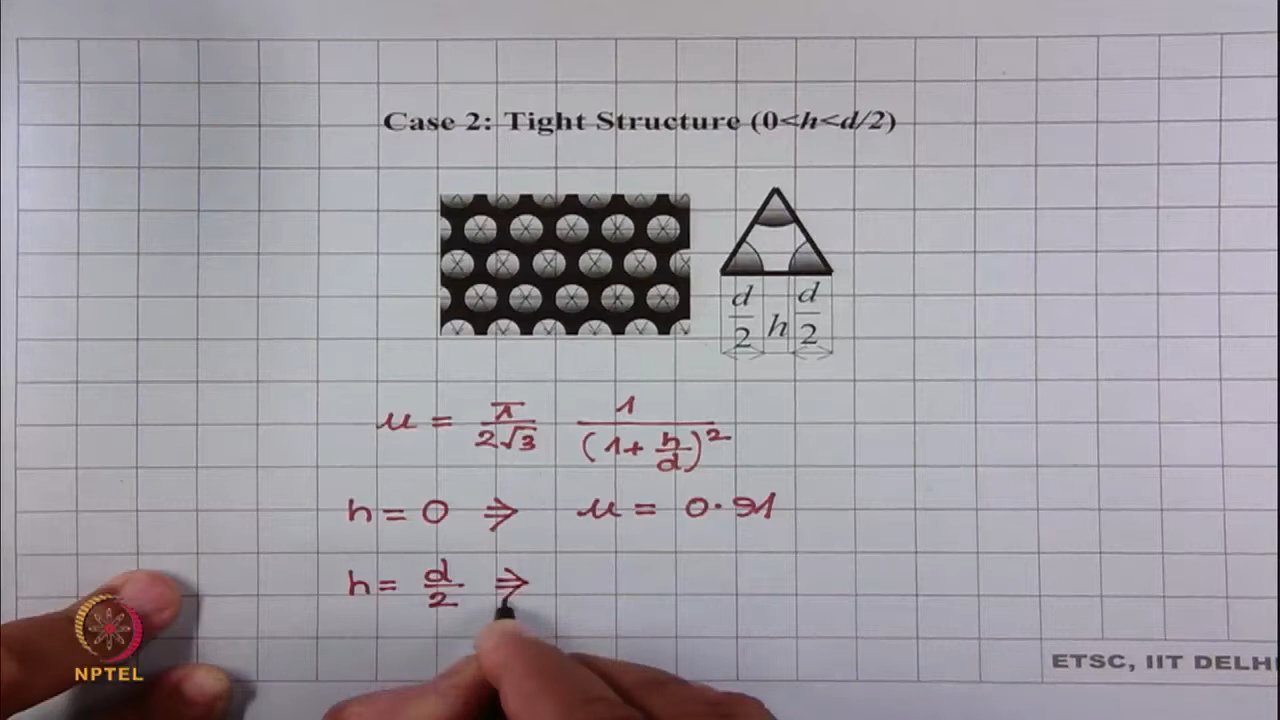 Case 2: Tight Structure (0<h<d/2)
d/2 h d/2
μ = π/2√3 1/(1+h/d)²
h = 0 ⇒ μ = 0.91
h = d/2 ⇒
NPTEL
ETSC, IIT DELH